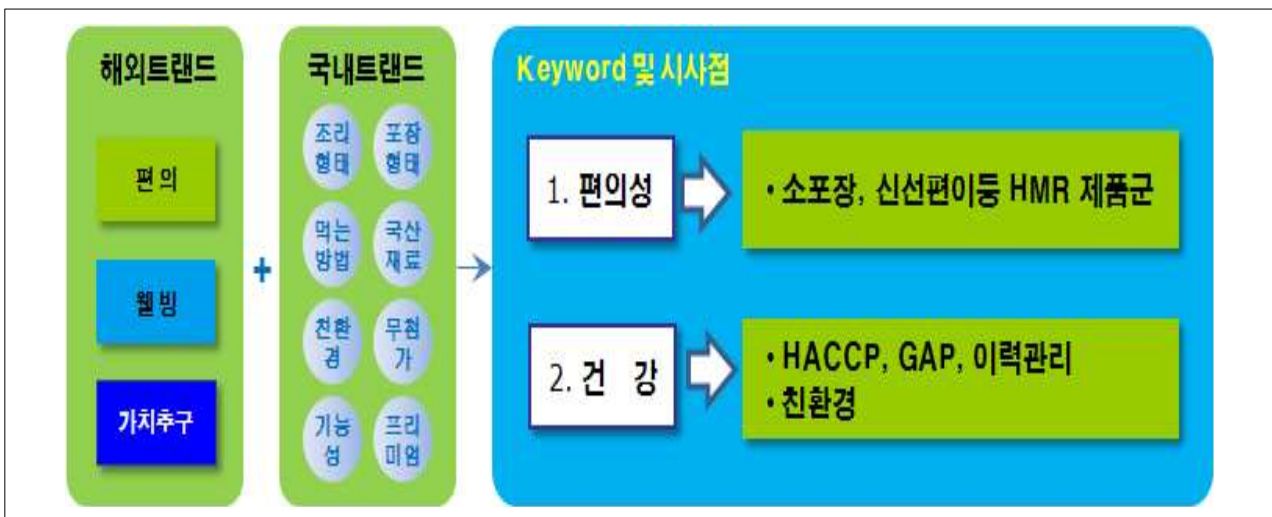 해외트랜드
편 의
웰 빙
가치추구
+
국내트랜드
조리
형태
포장
형태
먹는
방법
국산
재료
친환
경
무첨
가
기능
성
프리
미엄
Keyword 및 시사점
1. 편의성
• 소포장, 신선편이등 HMR 제품군
2. 건 강
• HACCP, GAP, 이력관리
• 친환경